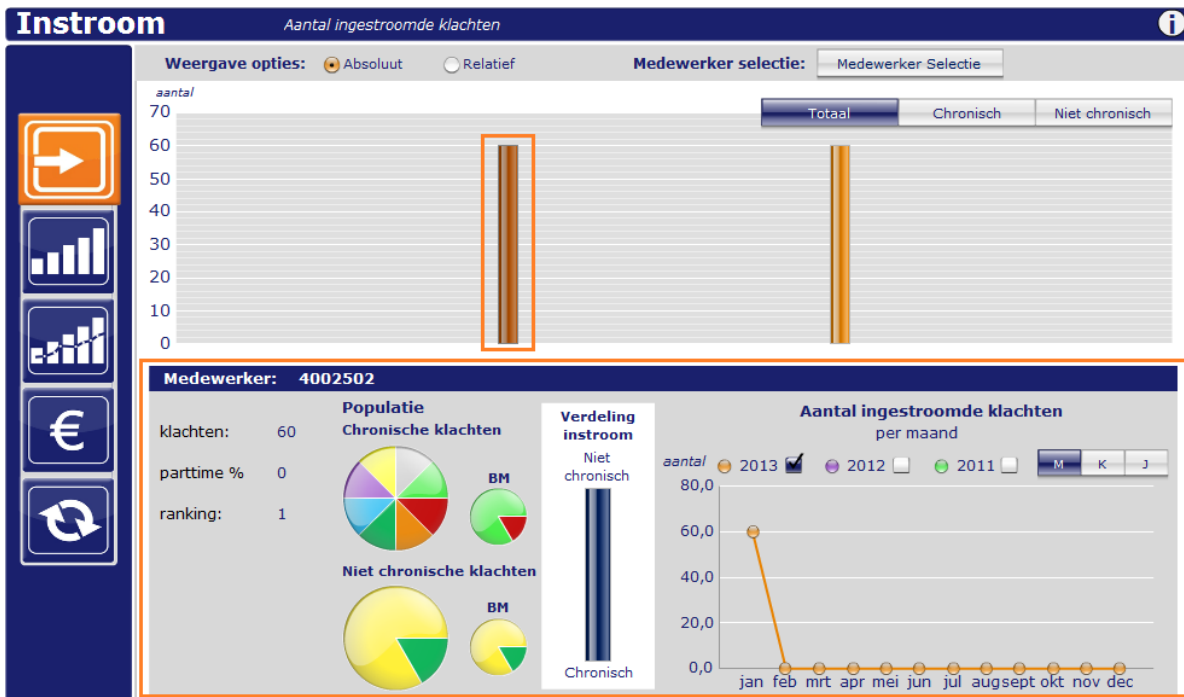 Instroom Aantal ingestroomde klachten i
Weergave opties: Absoluut Relatief Medewerker selectie: Medewerker Selectie
aantal
70 Totaal Chronisch Niet chronisch
60
50
40
30
20
10
0
Medewerker: 4002502
klachten: 60
parttime % 0
ranking: 1
Populatie
Chronische klachten
BM
Niet chronische klachten
BM
Verdeling
instroom
Niet
chronisch
Chronisch
Aantal ingestroomde klachten
per maand
aantal 2013 2012 2011 M K J
80,0
60,0
40,0
20,0
0,0
jan feb mrt apr mei jun jul aug sept okt nov dec
€